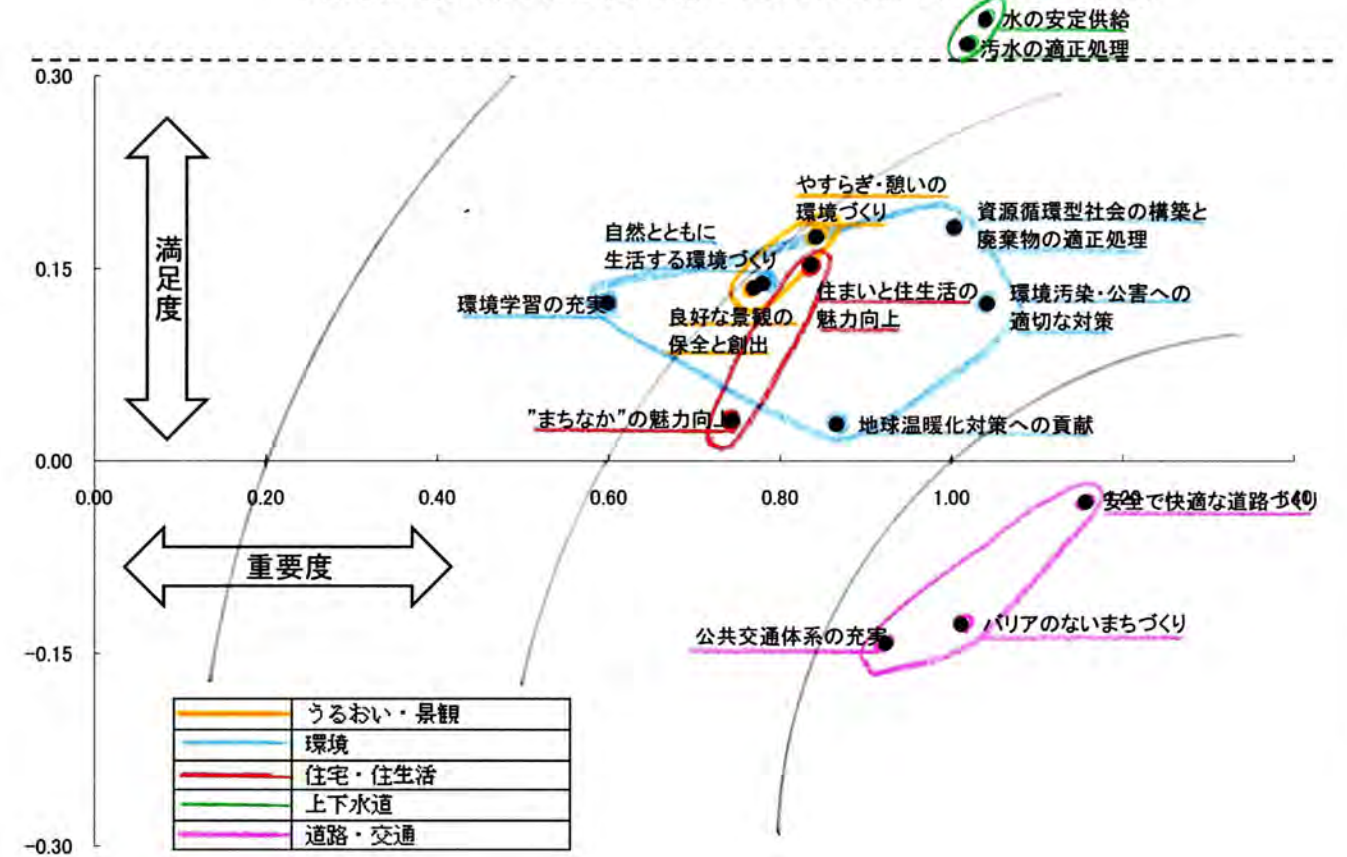 水の安定供給
汚水の適正処理
0.30
満足度
やすらぎ・憩いの
環境づくり
資源循環型社会の構築と
廃棄物の適正処理
自然とともに
生活する環境づくり
0.15
環境学習の充実
良好な景観の
保全と創出
住まいと住生活の
魅力向上
環境汚染・公害への
適切な対策
”まちなか”の魅力向上
地球温暖化対策への貢献
0.00
0.00 0.20 0.40 0.60 0.80 1.00 1.20 1.40
安全で快適な道路づくり
重要度
公共交通体系の充実
バリアのないまちづくり
-0.15
うるおい・景観
環境
住宅・住生活
上下水道
道路・交通
-0.30